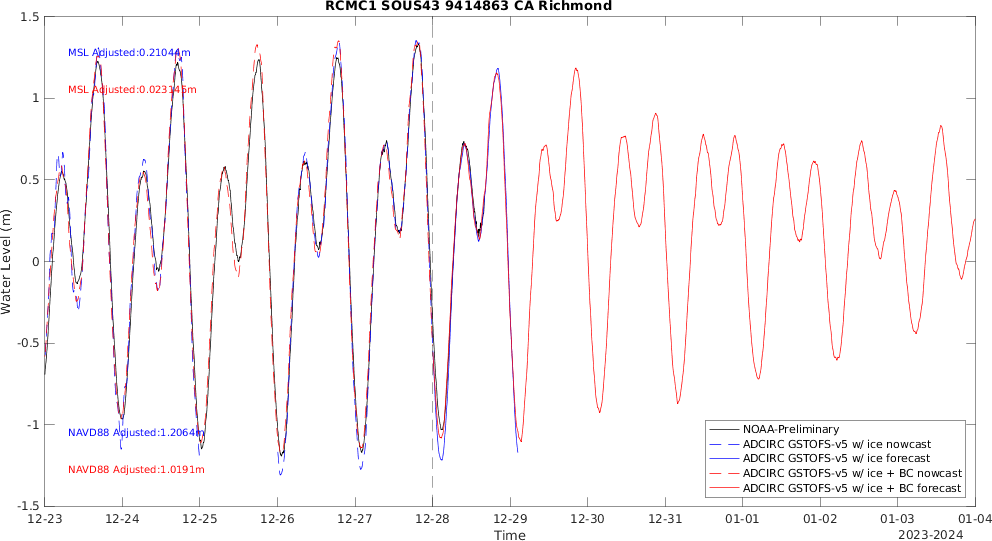 RCMC1 SOUS43 9414863 CA Richmond
MSL Adjusted:0.21044m
MSL Adjusted:0.023145m
NAVD88 Adjusted:1.2064m
NAVD88 Adjusted:1.0191m
Water Level (m)
1.5
1
0.5
0
-0.5
-1
-1.5
NOAA-Preliminary
ADCIRC GSTOFS-v5 w/ ice nowcast
ADCIRC GSTOFS-v5 w/ ice forecast
ADCIRC GSTOFS-v5 w/ ice + BC nowcast
ADCIRC GSTOFS-v5 w/ ice + BC forecast
12-23 12-24 12-25 12-26 12-27 12-28 12-29 12-30 12-31 01-01 01-02 01-03 01-04
Time
2023-2024